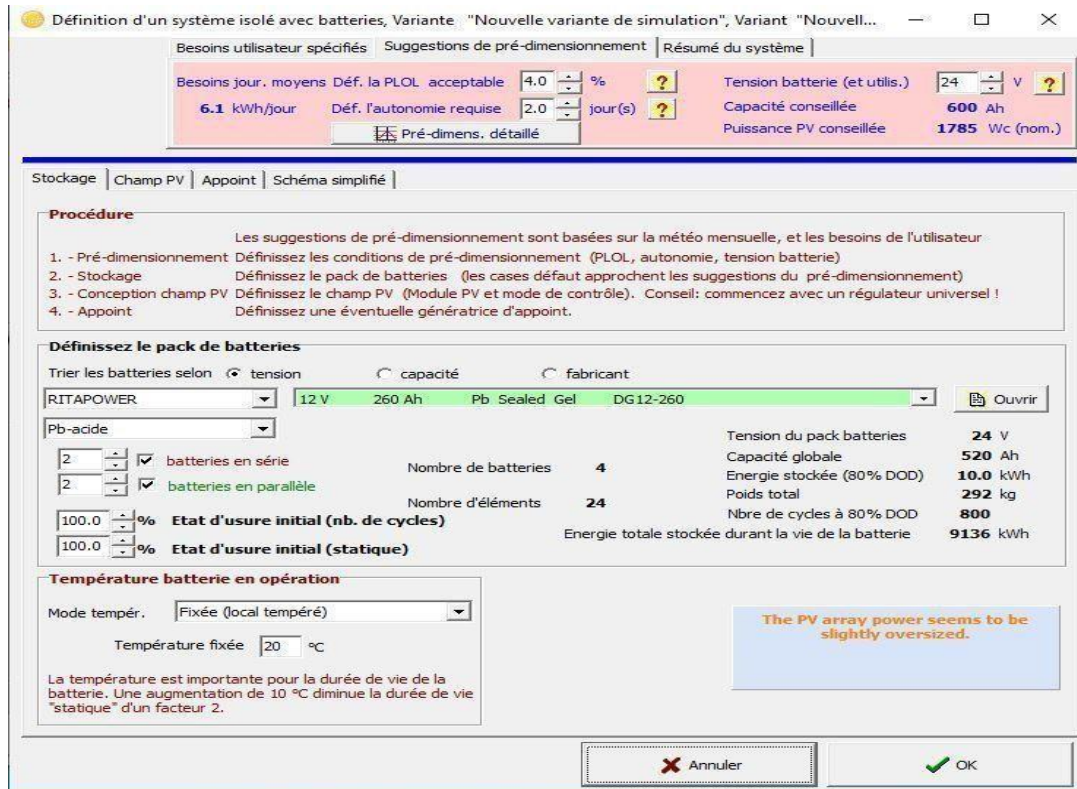 Définition d'un système isolé avec batteries, Variante "Nouvelle variante de simulation", Variant "Nouvell...
Besoins utilisateur spécifiés Suggestions de pré-dimensionnement Résumé du système
Besoins jour. moyens Déf. la PLOL acceptable 4.0 % ? Tension batterie (et utilis.) 24 V ?
6.1 kWh/jour Déf. l'autonomie requise 2.0 jour(s) ? Capacité conseillée 600 Ah
Pré-dimens. détaillé Puissance PV conseillée 1785 Wc (nom.)
Stockage Champ PV Appoint Schéma simplifié
Procédure
Les suggestions de pré-dimensionnement sont basées sur la météo mensuelle, et les besoins de l'utilisateur
1. - Pré-dimensionnement Définissez les conditions de pré-dimensionnement (PLOL, autonomie, tension batterie)
2. - Stockage Définissez le pack de batteries (les cases défaut approchent les suggestions du pré-dimensionnement)
3. - Conception champ PV Définissez le champ PV (Module PV et mode de contrôle). Conseil: commencez avec un régulateur universel !
4. - Appoint Définissez une éventuelle génératrice d'appoint.
Définissez le pack de batteries
Trier les batteries selon tension capacité fabricant
RITAPOWER 12 V 260 Ah Pb Sealed Gel DG12-260 Ouvrir
Pb-acide
2 batteries en série
2 batteries en parallèle
Nombre de batteries 4
Nombre d'éléments 24
100.0 % Etat d'usure initial (nb. de cycles)
100.0 % Etat d'usure initial (statique)
Tension du pack batteries 24 V
Capacité globale 520 Ah
Energie stockée (80% DOD) 10.0 kWh
Poids total 292 kg
Nbre de cycles à 80% DOD 800
Energie totale stockée durant la vie de la batterie 9136 kWh
Température batterie en opération
Mode tempér. Fixée (local tempéré)
Température fixée 20 °C
La température est importante pour la durée de vie de la
batterie. Une augmentation de 10 °C diminue la durée de vie
"statique" d'un facteur 2.
The PV array power seems to be
slightly oversized.
Annuler OK